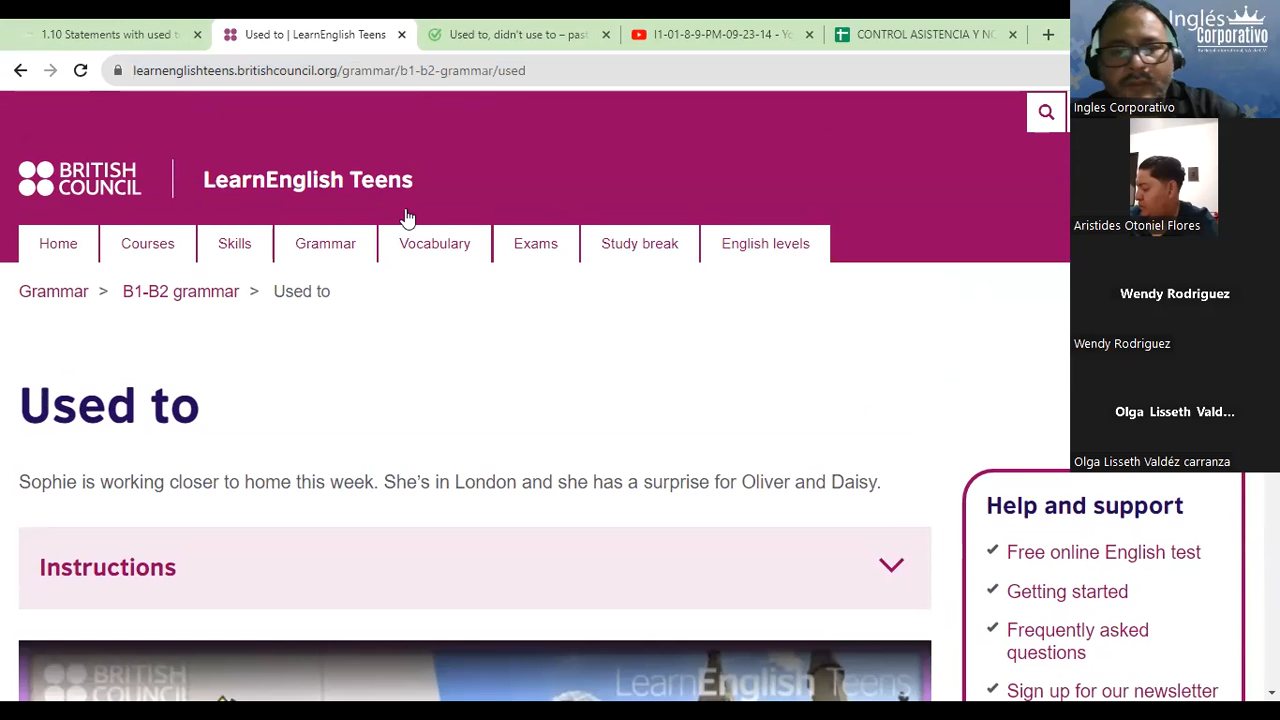 1.10 Statements with used t
Used to | LearnEnglish Teens
Used to, didn't use to – past
I1-01-8-9-PM-09-23-14 - Yo
CONTROL ASISTENCIA Y NO
learnenglishteens.britishcouncil.org/grammar/b1-b2-grammar/used
Inglés
Corporativo
Ingles Corporativo
Aristides Otoniel Flores
Wendy Rodriguez
Wendy Rodriguez
Olga Lisseth Vald...
Olga Lisseth Valdéz carranza
BRITISH
COUNCIL
LearnEnglish Teens
Home
Courses
Skills
Grammar
Vocabulary
Exams
Study break
English levels
Grammar > B1-B2 grammar > Used to
Used to
Sophie is working closer to home this week. She's in London and she has a surprise for Oliver and Daisy.
Instructions
BRITISH
COUNCIL
LearnEnglish Teens
Help and support
Free online English test
Getting started
Frequently asked
questions
Sign up for our newsletter